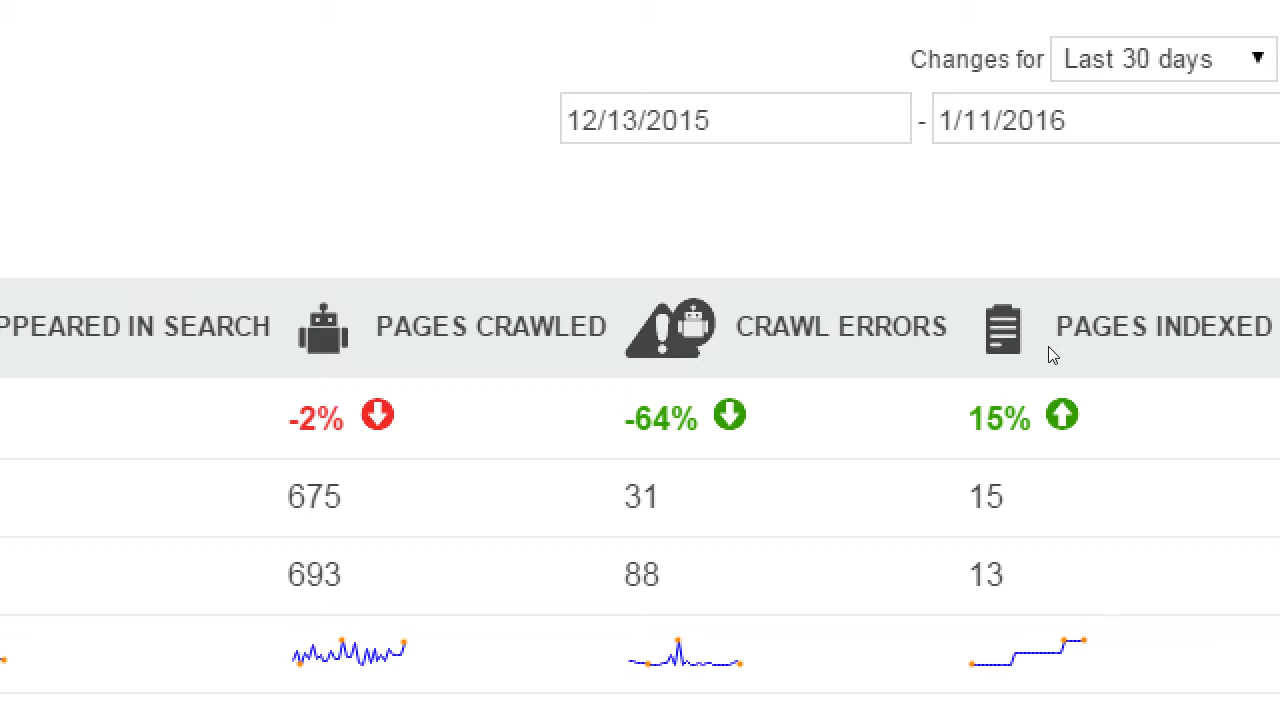 Changes for Last 30 days
12/13/2015 - 1/11/2016
PPEARED IN SEARCH PAGES CRAWLED CRAWL ERRORS PAGES INDEXED
-2% -64% 15%
675 31 15
693 88 13